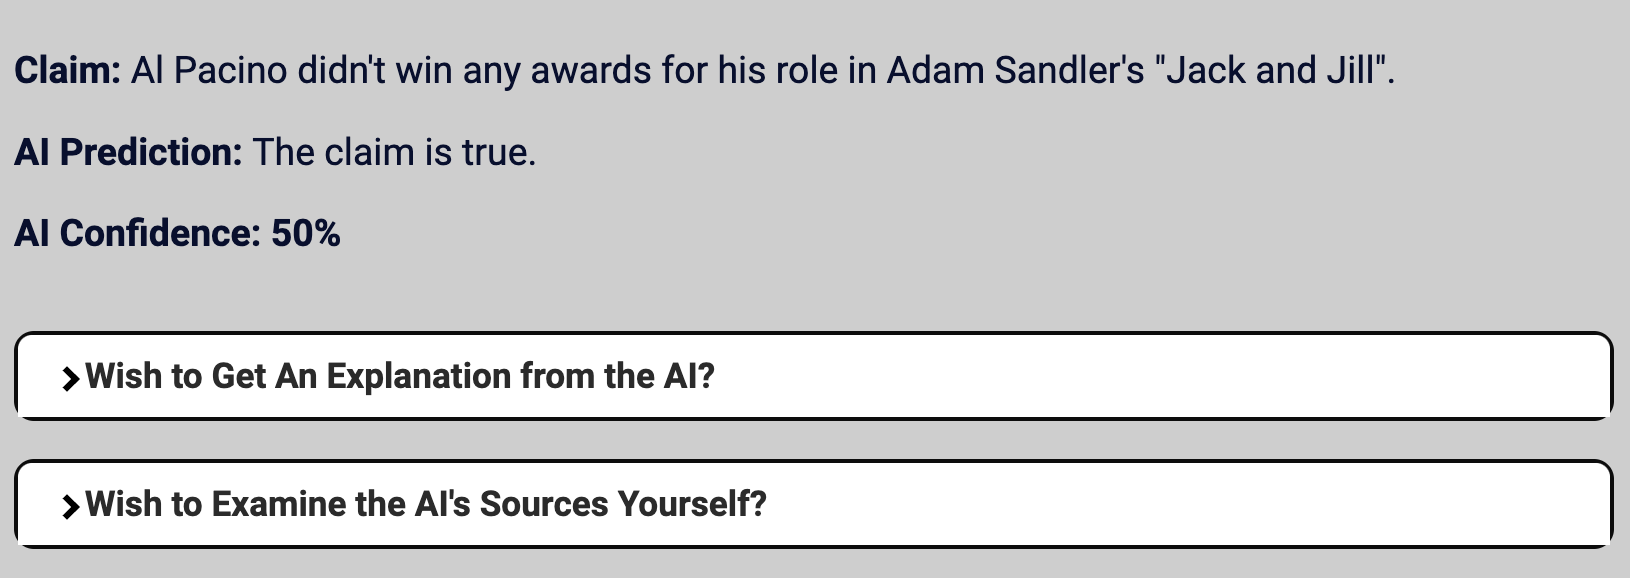 Claim: Al Pacino didn't win any awards for his role in Adam Sandler's "Jack and Jill".
AI Prediction: The claim is true.
AI Confidence: 50%
Wish to Get An Explanation from the AI?
Wish to Examine the AI's Sources Yourself?